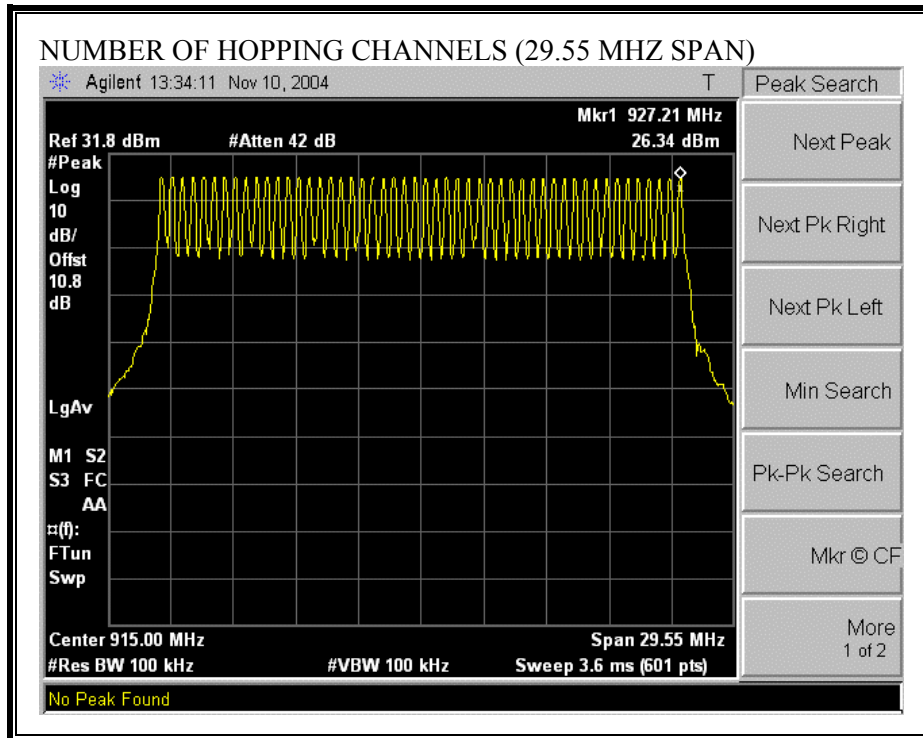 NUMBER OF HOPPING CHANNELS (29.55 MHZ SPAN)
Agilent 13:34:11 Nov 10, 2004 T
Peak Search
Mkr1 927.21 MHz
Ref 31.8 dBm #Atten 42 dB 26.34 dBm
#Peak
Log
10
dB/
Offst
10.8
dB
LgAv
M1 S2
S3 FC
AA
¤(f):
FTun
Swp
Center 915.00 MHz Span 29.55 MHz
#Res BW 100 kHz #VBW 100 kHz Sweep 3.6 ms (601 pts)
No Peak Found
Next Peak
Next Pk Right
Next Pk Left
Min Search
Pk-Pk Search
Mkr © CF
More
1 of 2